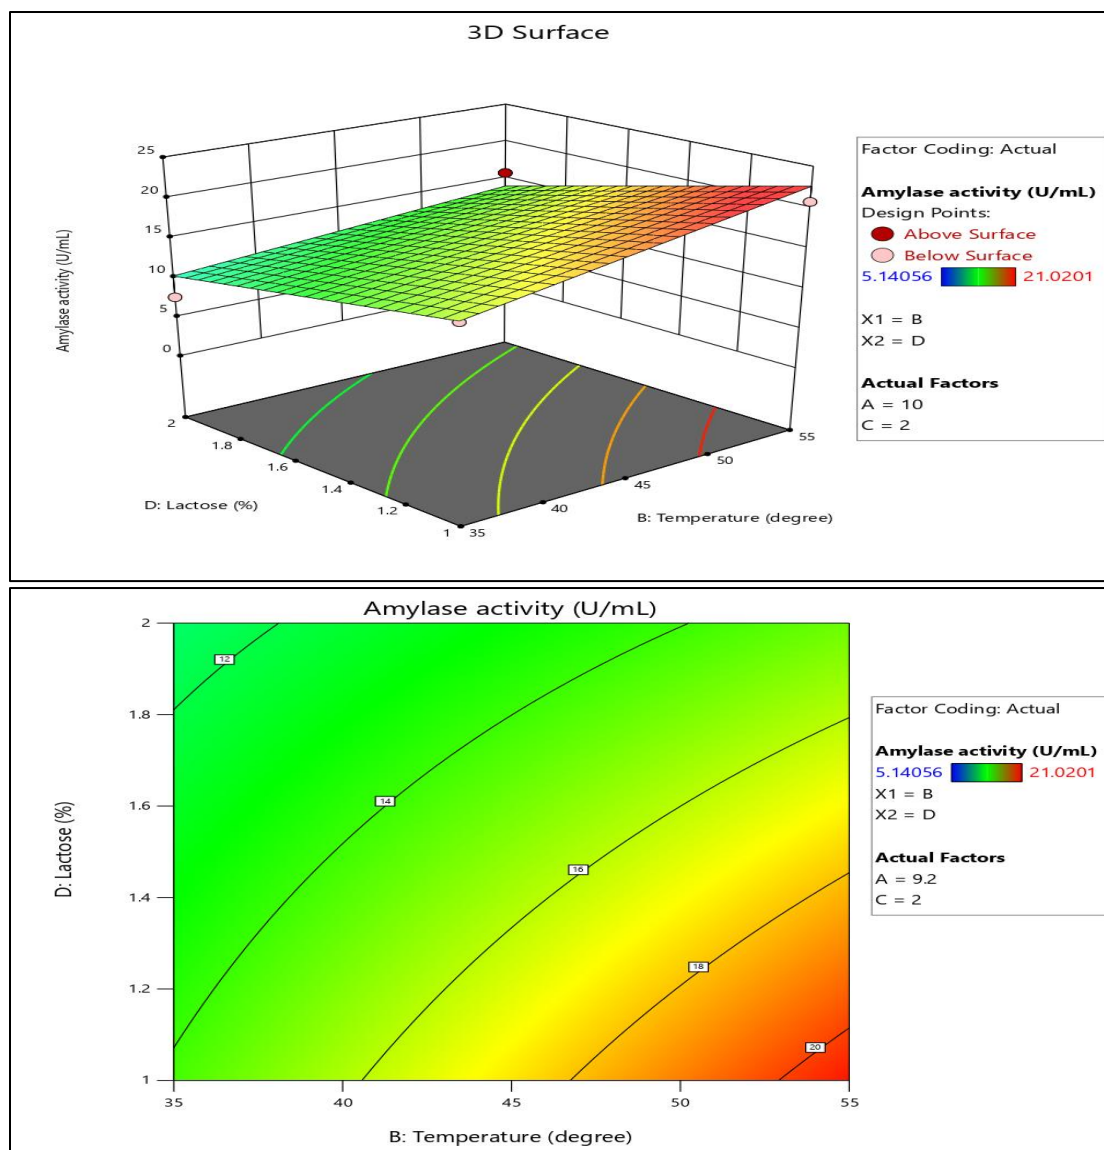 3D Surface
25
20
15
10
5
0
Amylase activity (U/mL)
2
1.8
1.6
1.4
1.2
1
D: Lactose (%)
35
40
45
50
55
B: Temperature (degree)
Factor Coding: Actual
Amylase activity (U/mL)
Design Points:
Above Surface
Below Surface
5.14056 21.0201
X1 = B
X2 = D
Actual Factors
A = 10
C = 2
Amylase activity (U/mL)
2
1.8
1.6
1.4
1.2
1
D: Lactose (%)
12
14
16
18
20
35 40 45 50 55
B: Temperature (degree)
Factor Coding: Actual
Amylase activity (U/mL)
5.14056 21.0201
X1 = B
X2 = D
Actual Factors
A = 9.2
C = 2